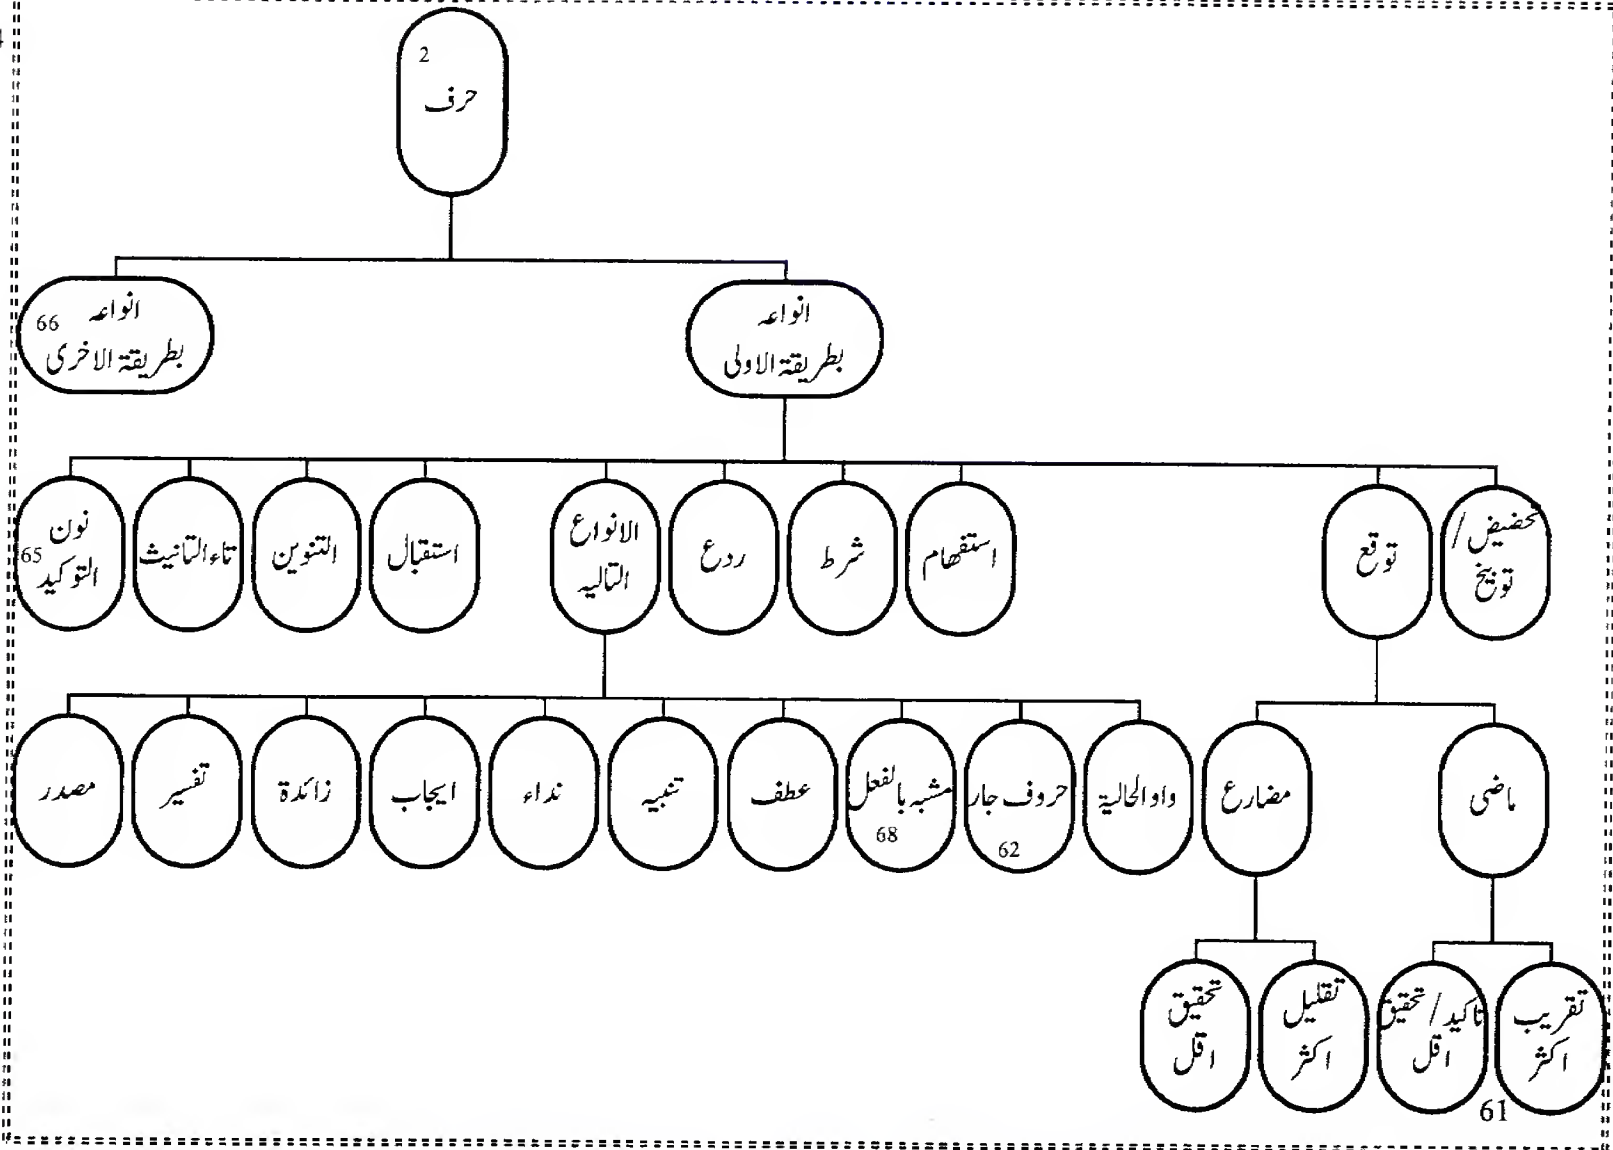 2
حرف
انواعہ
بطریقۃ الاولی
انواعہ
66
بطریقۃ الاخری
تحضیض /
توبیخ
توقع
استفھام
شرط
ردع
الانواع
التالیہ
استقبال
التنوین
تاء التانیث
نون
65
التوکید
ماضی
مضارع
واو الحالیۃ
حروف جار
62
مشبہ بالفعل
68
عطف
تنبیہ
نداء
ایجاب
زائدۃ
تفسیر
مصدر
تقریب
اکثر
تاکید / تحقیق
اقل
تقلیل
اکثر
تحقیق
اقل
61